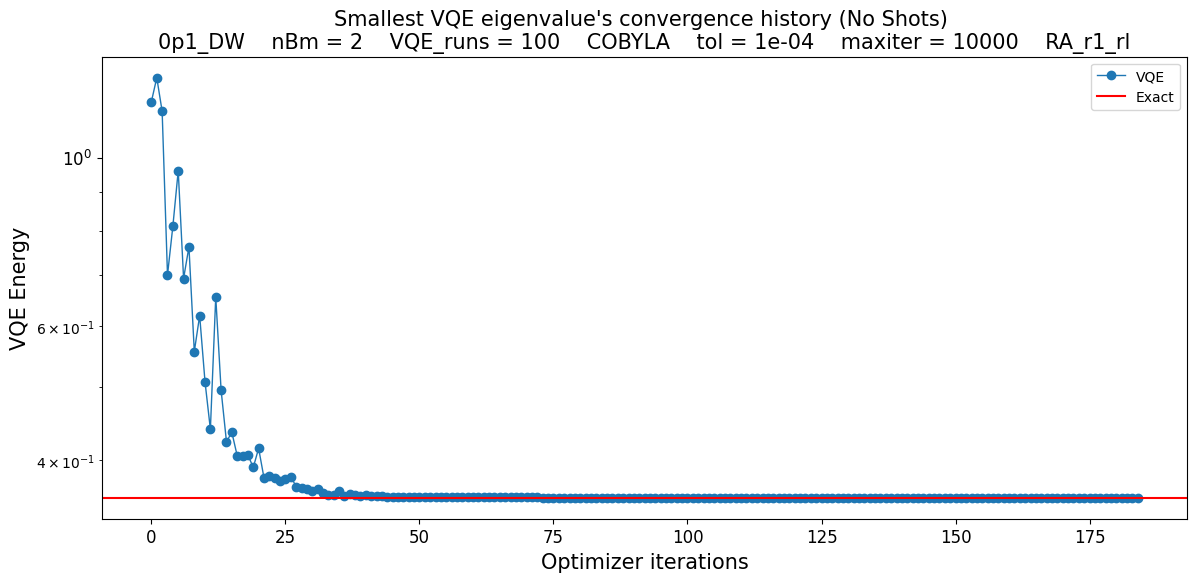 Smallest VQE eigenvalue's convergence history (No Shots)
0p1_DW    nBm = 2    VQE_runs = 100    COBYLA    tol = 1e-04    maxiter = 10000    RA_r1_rl
VQE
Exact
VQE Energy
10⁰
6 × 10⁻¹
4 × 10⁻¹
0 25 50 75 100 125 150 175
Optimizer iterations